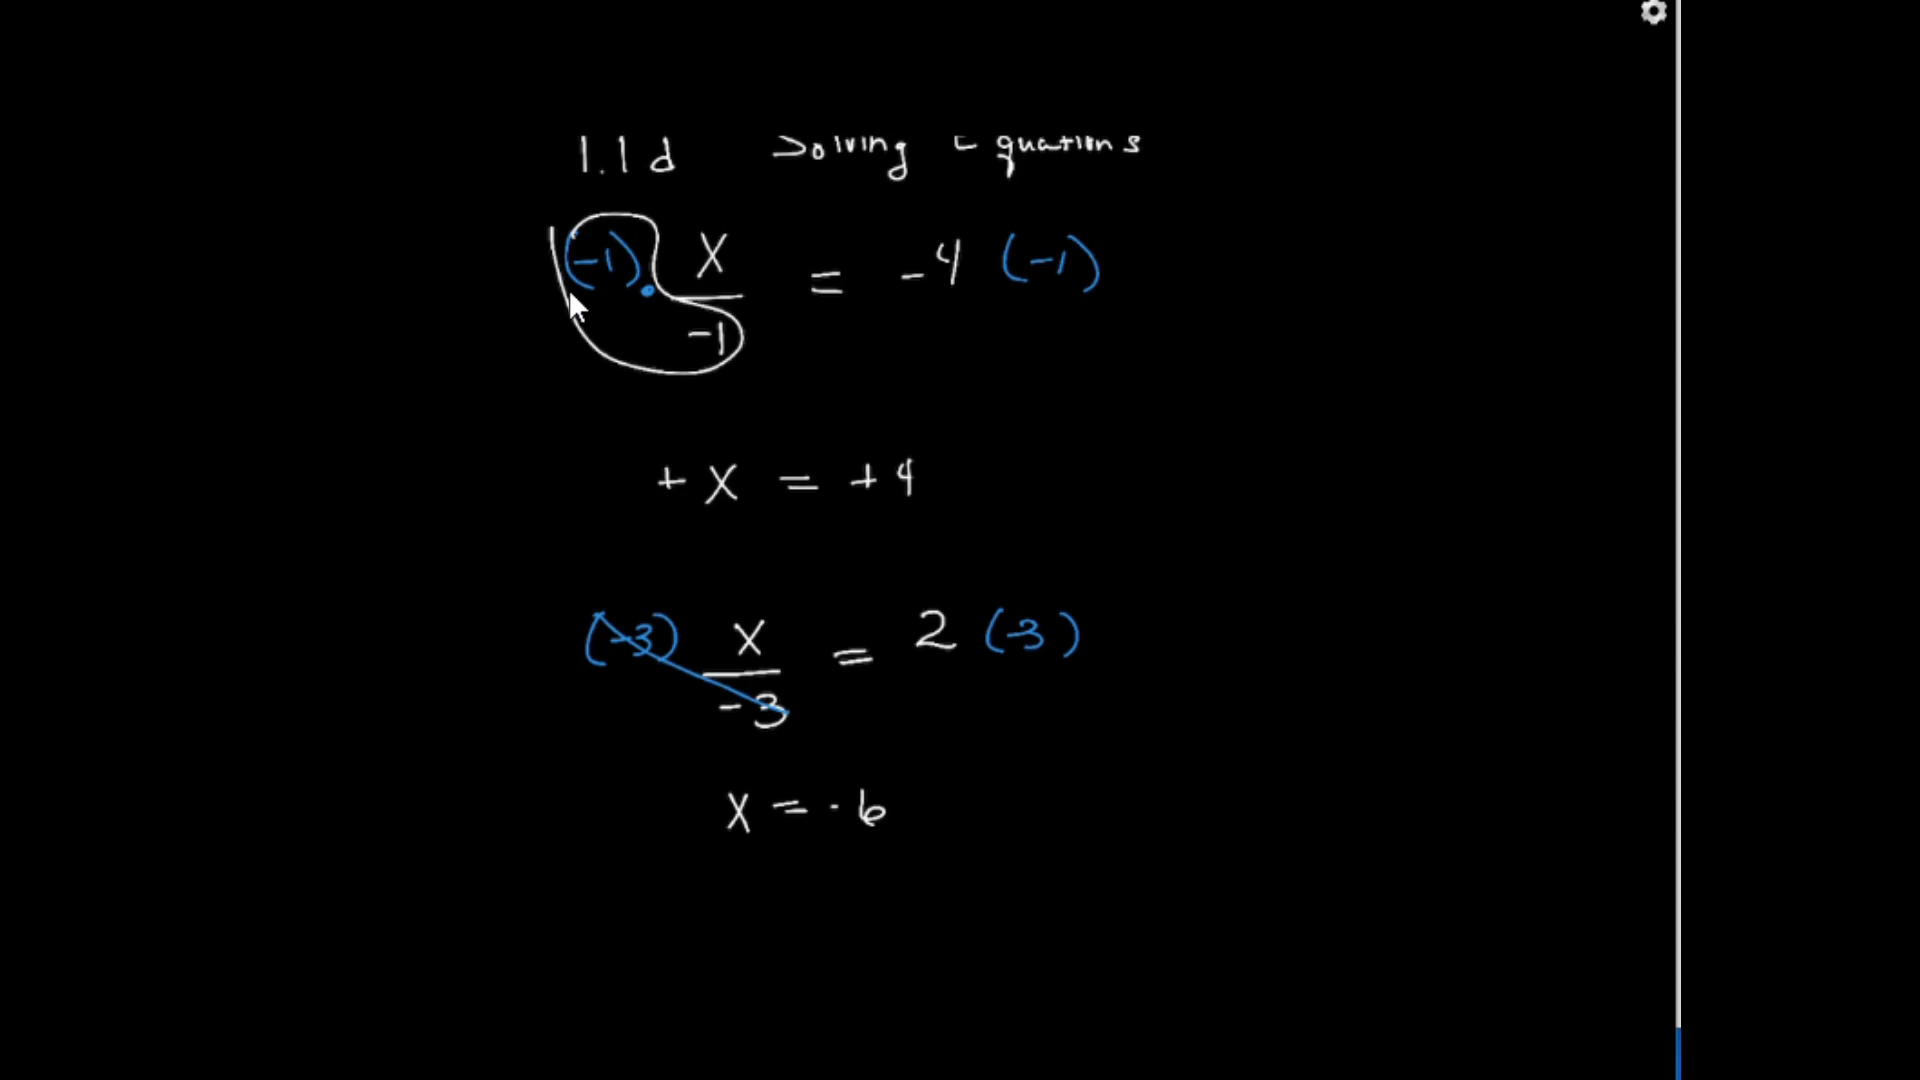 1.1d Solving Equations
(-1) · x/-1 = -4 (-1)
+ x = + 4
(-3) x/-3 = 2 (-3)
x = -6